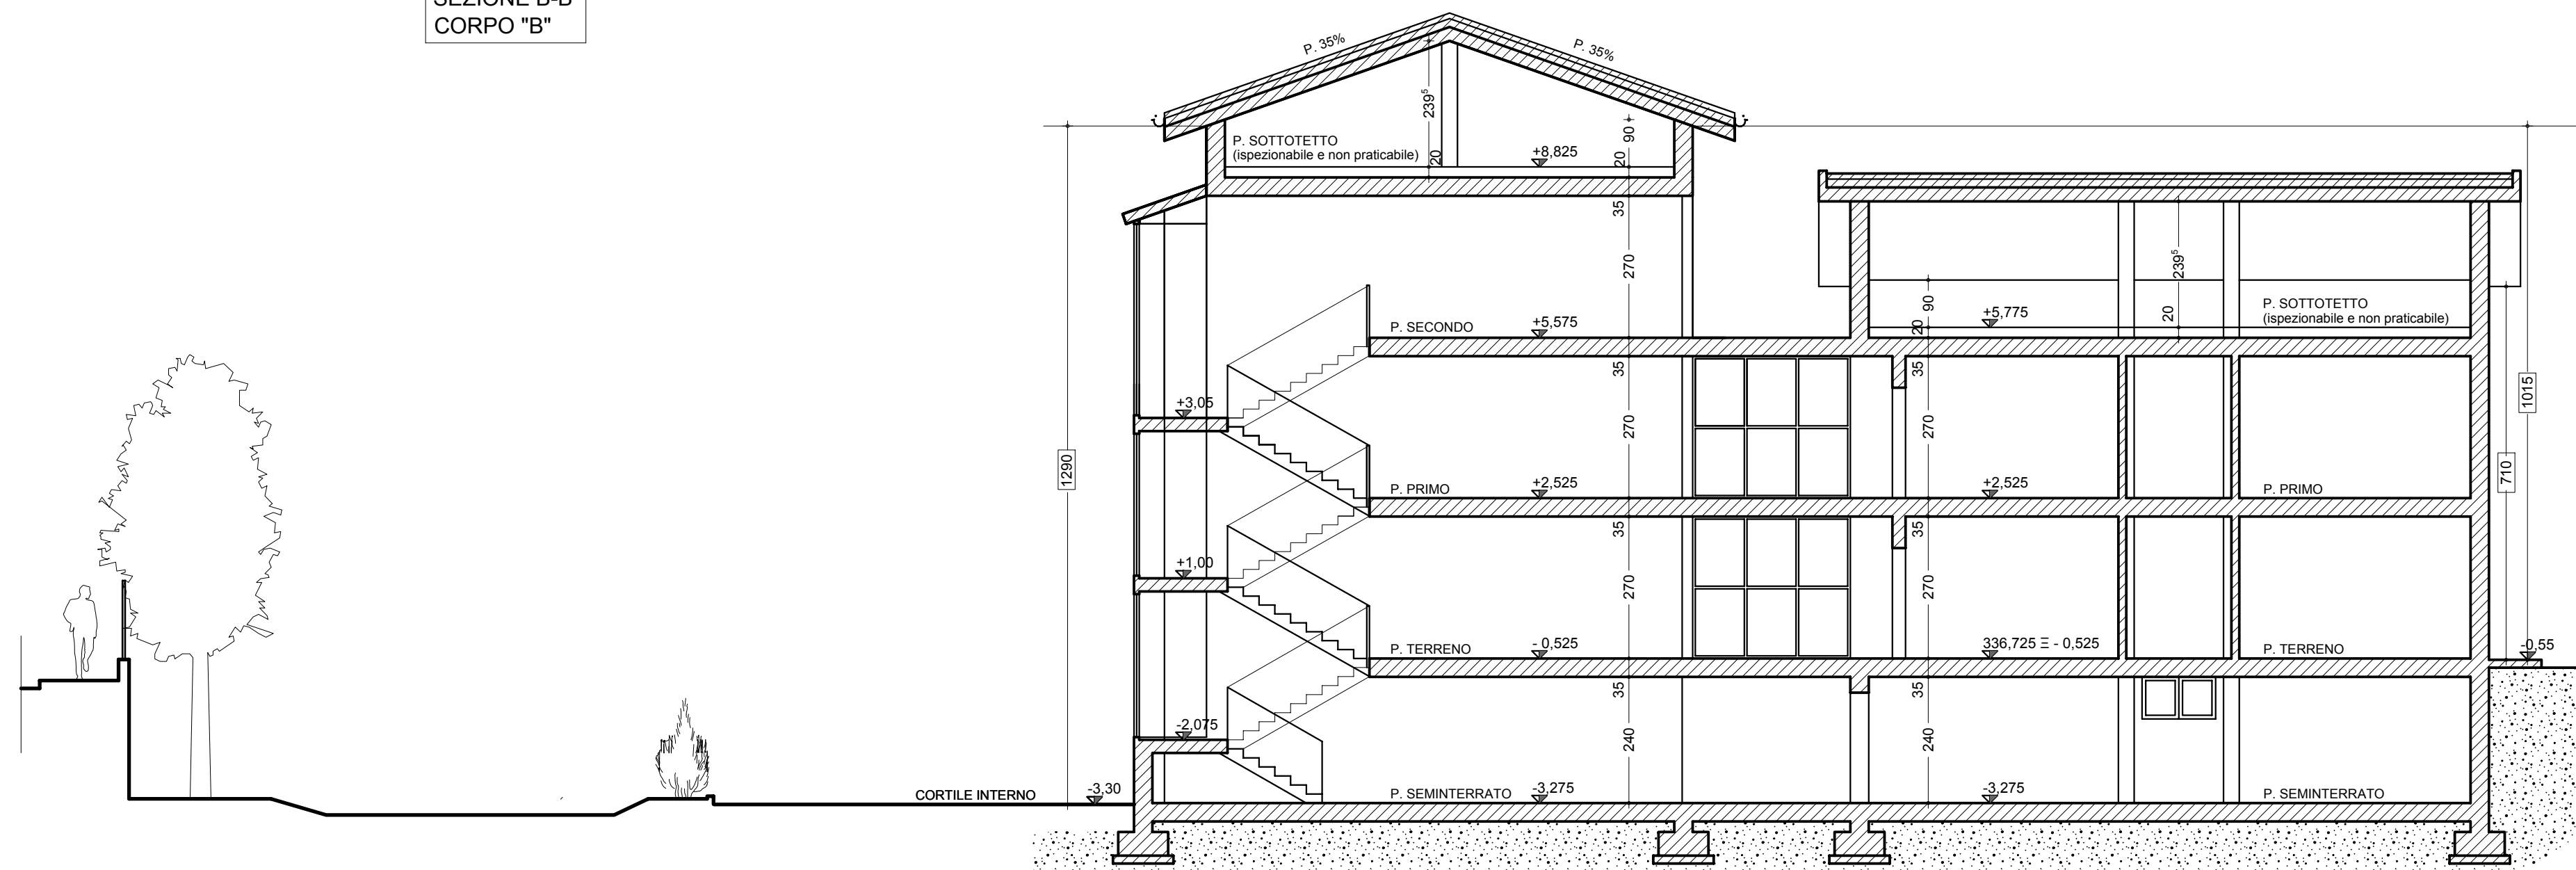 SEZIONE B-B
CORPO "B"
P. 35%
P. 35%
239⁵
90
20
20
P. SOTTOTETTO
(ispezionabile e non praticabile)
+8,825
35
270
239⁵
90
20
20
P. SOTTOTETTO
(ispezionabile e non praticabile)
P. SECONDO
+5,575
+5,775
35
35
1015
+3,05
270
270
1290
710
P. PRIMO
+2,525
+2,525
P. PRIMO
35
35
+1,00
270
270
P. TERRENO
- 0,525
336,725 Ξ - 0,525
P. TERRENO
-0,55
35
35
-2,075
240
240
CORTILE INTERNO
-3,30
P. SEMINTERRATO
-3,275
-3,275
P. SEMINTERRATO